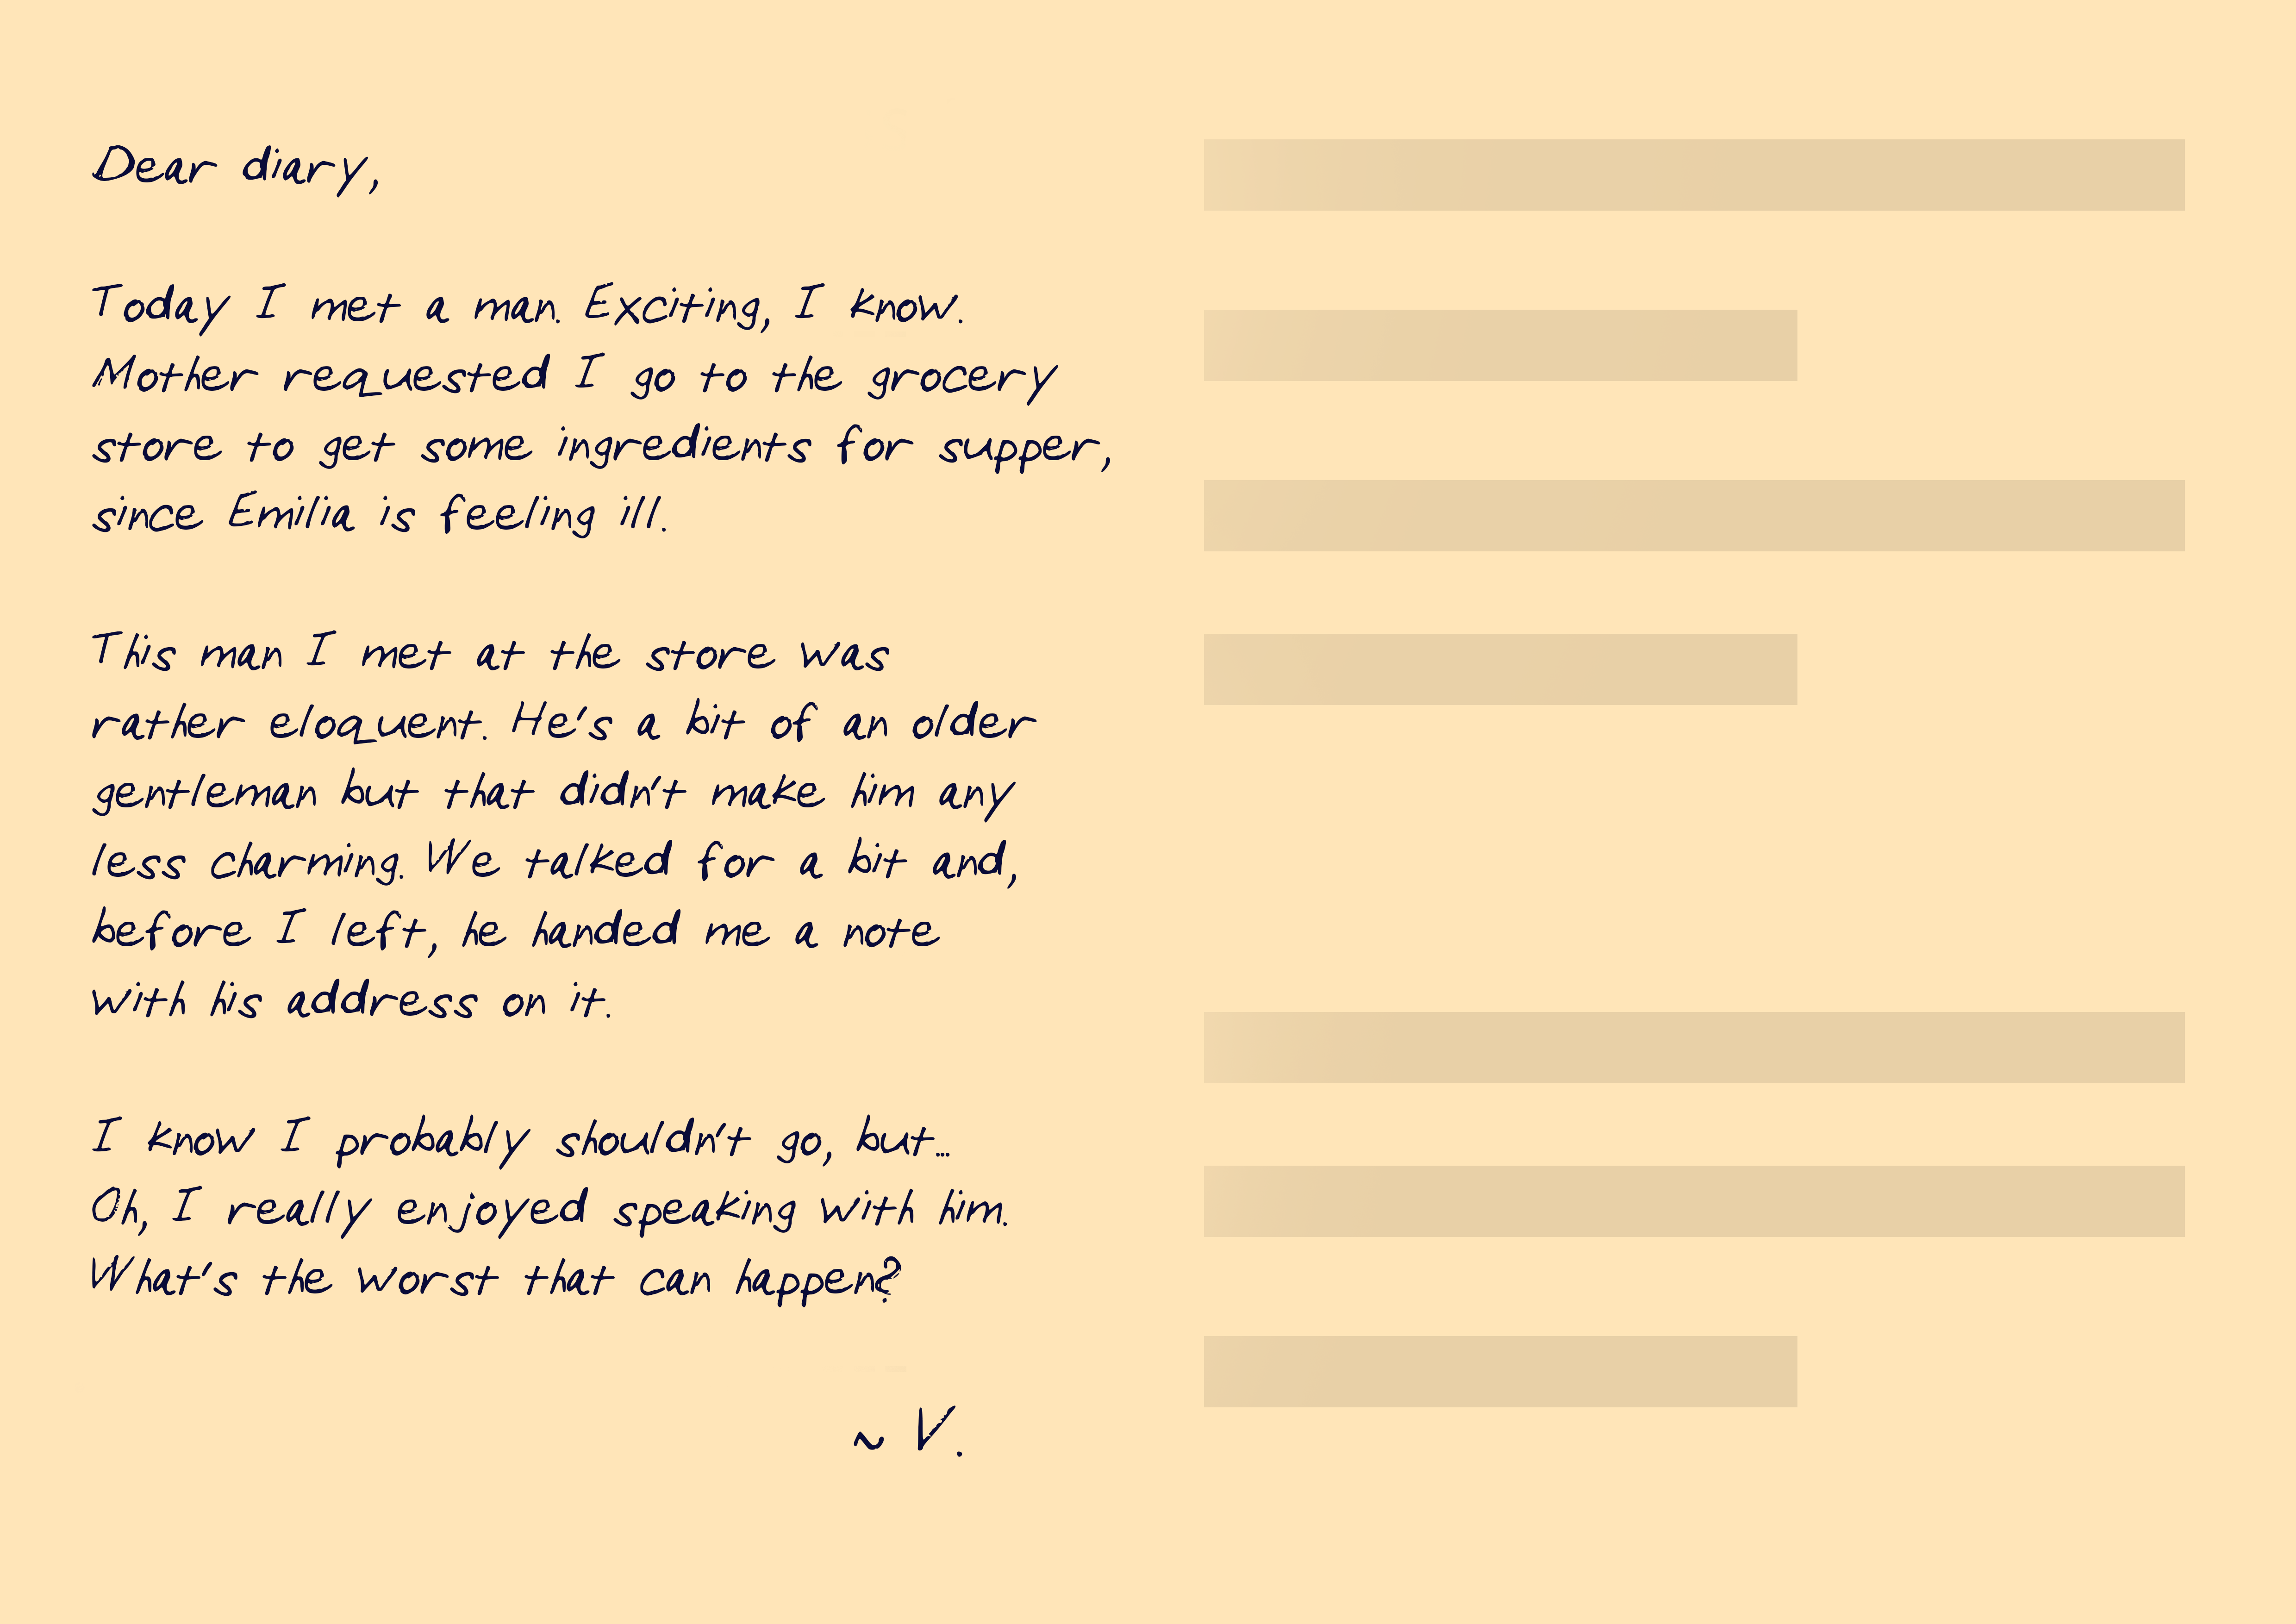 Dear diary,
Today I met a man. Exciting, I know.
Mother requested I go to the grocery
store to get some ingredients for supper,
since Emilia is feeling ill.
This man I met at the store was
rather eloquent. He's a bit of an older
gentleman but that didn't make him any
less charming. We talked for a bit and,
before I left, he handed me a note
with his address on it.
I know I probably shouldn't go, but...
Oh, I really enjoyed speaking with him.
What's the worst that can happen?
~ V.